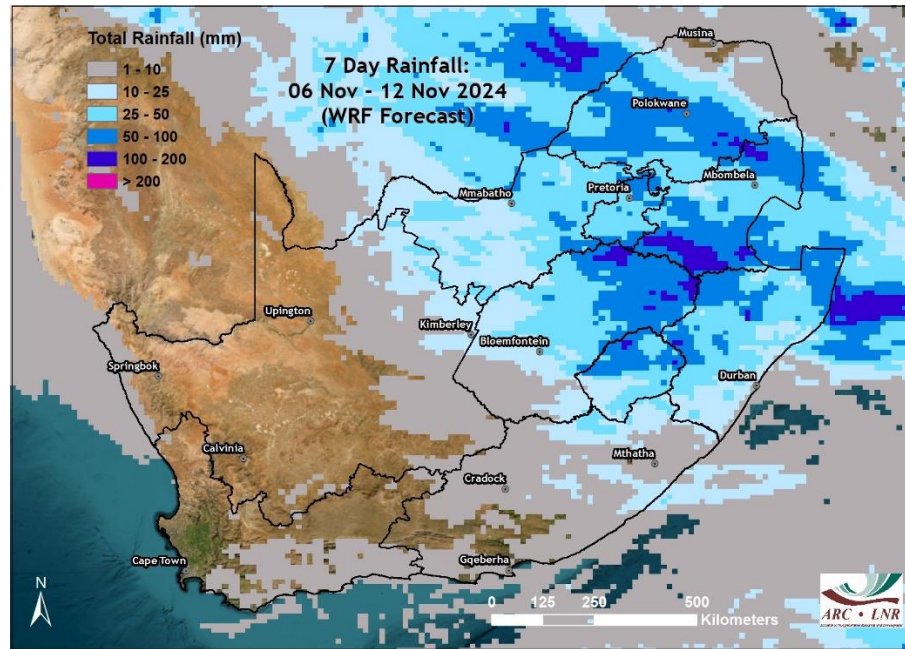 Total Rainfall (mm)
1 - 10
10 - 25
25 - 50
50 - 100
100 - 200
> 200
7 Day Rainfall:
06 Nov - 12 Nov 2024
(WRF Forecast)
Musina
Polokwane
Mmabatho
Pretoria
Mbombela
Upington
Kimberley
Bloemfontein
Springbok
Durban
Calvinia
Mthatha
Cradock
Cape Town
Gqeberha
N
0 125 250 500
Kilometers
ARC • LNR